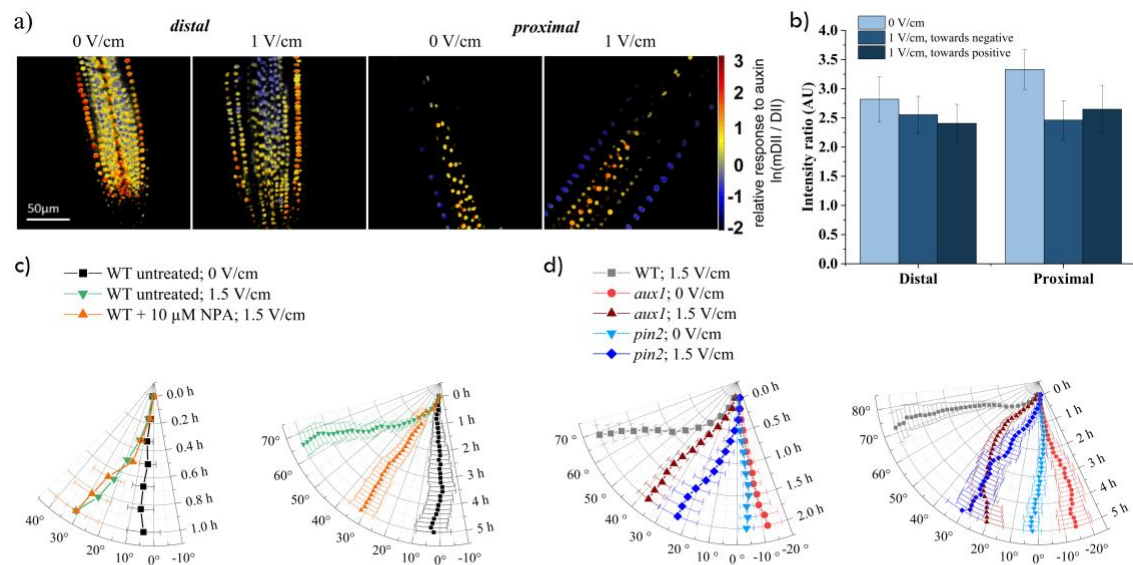 a)
distal
proximal
0 V/cm
1 V/cm
0 V/cm
1 V/cm
50µm
3
2
1
0
-1
-2
relative response to auxin
ln(mDII / DII)
b)
0 V/cm
1 V/cm, towards negative
1 V/cm, towards positive
Intensity ratio (AU)
4.0
3.5
3.0
2.5
2.0
1.5
1.0
0.5
0.0
Distal
Proximal
c)
WT untreated; 0 V/cm
WT untreated; 1.5 V/cm
WT + 10 µM NPA; 1.5 V/cm
0.0 h
0.2 h
0.4 h
0.6 h
0.8 h
1.0 h
40°
30°
20°
10°
0°
-10°
0 h
1 h
2 h
3 h
4 h
5 h
70°
60°
50°
40°
30°
20°
10°
0°
-10°
d)
WT; 1.5 V/cm
aux1; 0 V/cm
aux1; 1.5 V/cm
pin2; 0 V/cm
pin2; 1.5 V/cm
0.0 h
0.5 h
1.0 h
1.5 h
2.0 h
70°
60°
50°
40°
30°
20°
10°
0°
-10°
-20°
0 h
1 h
2 h
3 h
4 h
5 h
80°
70°
60°
50°
40°
30°
20°
10°
0°
-10°
-20°